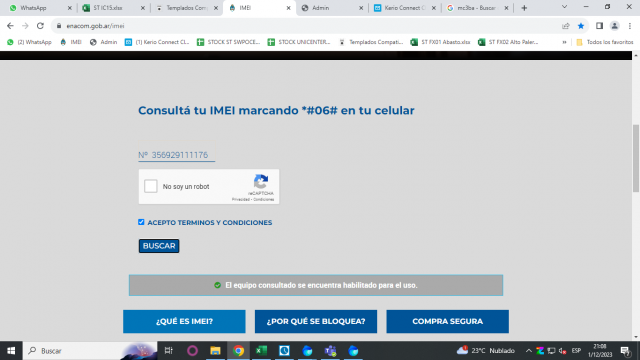 WhatsApp
ST IC15.xlsx
Templados Compati
IMEI
Admin
Kerio Connect Cl
mc3ba - Busca
enacom.gob.ar/imei
(2) WhatsApp
IMEI
Admin
(1) Kerio Connect Cl...
STOCK ST SWPOCE...
STOCK UNICENTER...
Templados Compati...
ST FX01 Abasto.xlsx
ST FX02 Alto Paler...
»
Todos los favoritos
Consultá tu IMEI marcando *#06# en tu celular
Nº 356929111176
No soy un robot
reCAPTCHA
Privacidad - Condiciones
ACEPTO TERMINOS Y CONDICIONES
BUSCAR
El equipo consultado se encuentra habilitado para el uso.
¿QUÉ ES IMEI?
¿POR QUÉ SE BLOQUEA?
COMPRA SEGURA
Buscar
23°C Nublado
ESP
21:08
1/12/2023